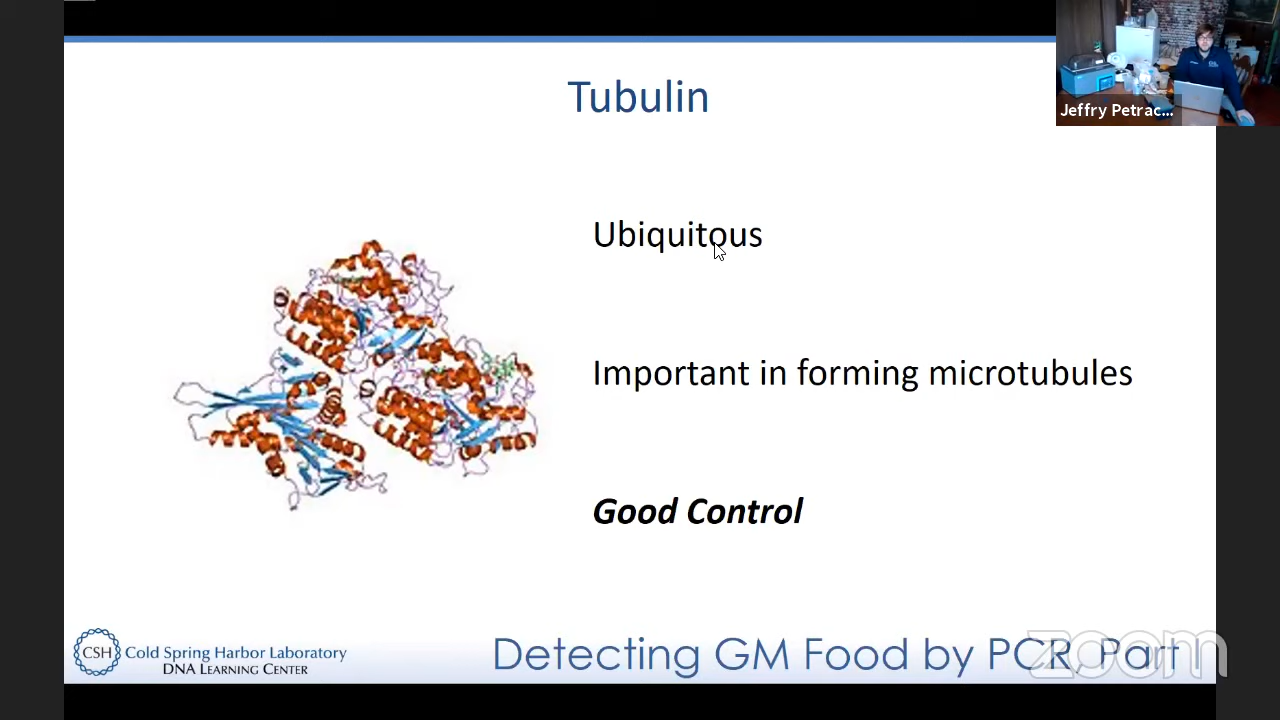 Tubulin
Jeffry Petrac...
Ubiquitous
Important in forming microtubules
Good Control
CSH Cold Spring Harbor Laboratory
DNA LEARNING CENTER
Detecting GM Food by PCR, Part
zoom